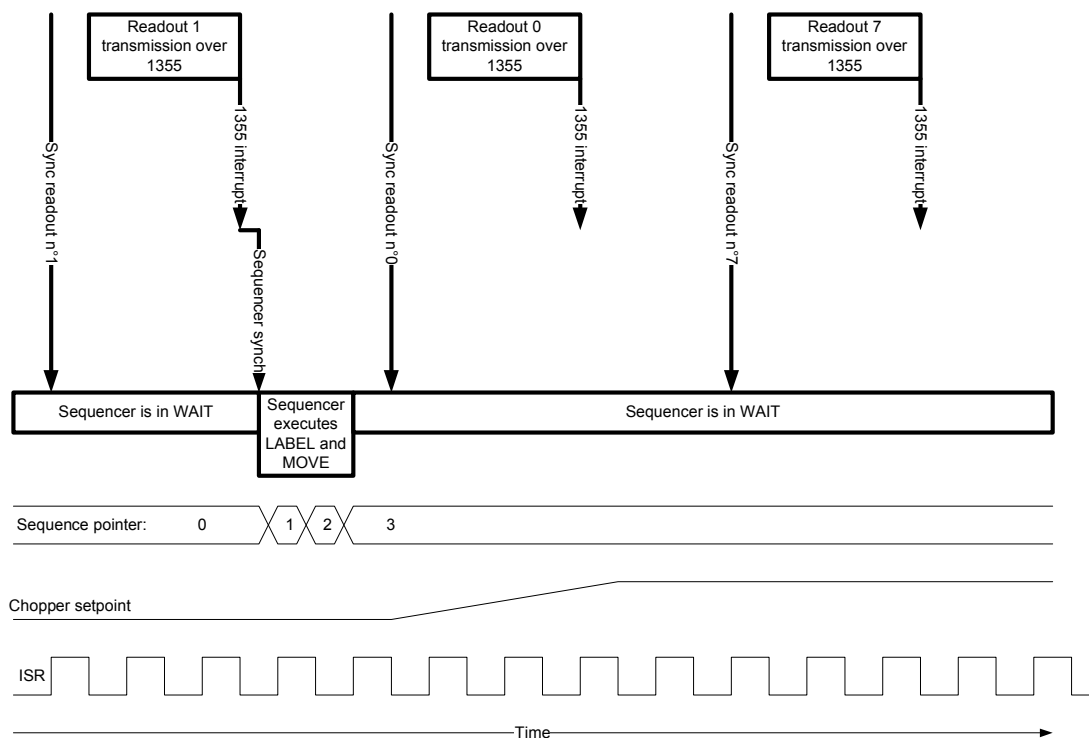 Readout 1
transmission over
1355
Readout 0
transmission over
1355
Readout 7
transmission over
1355
Sync readout n°1
1355 interrupt
Sequencer synch
Sync readout n°0
1355 interrupt
Sync readout n°7
1355 interrupt
Sequencer is in WAIT
Sequencer
executes
LABEL and
MOVE
Sequencer is in WAIT
Sequence pointer: 0 1 2 3
Chopper setpoint
ISR
Time